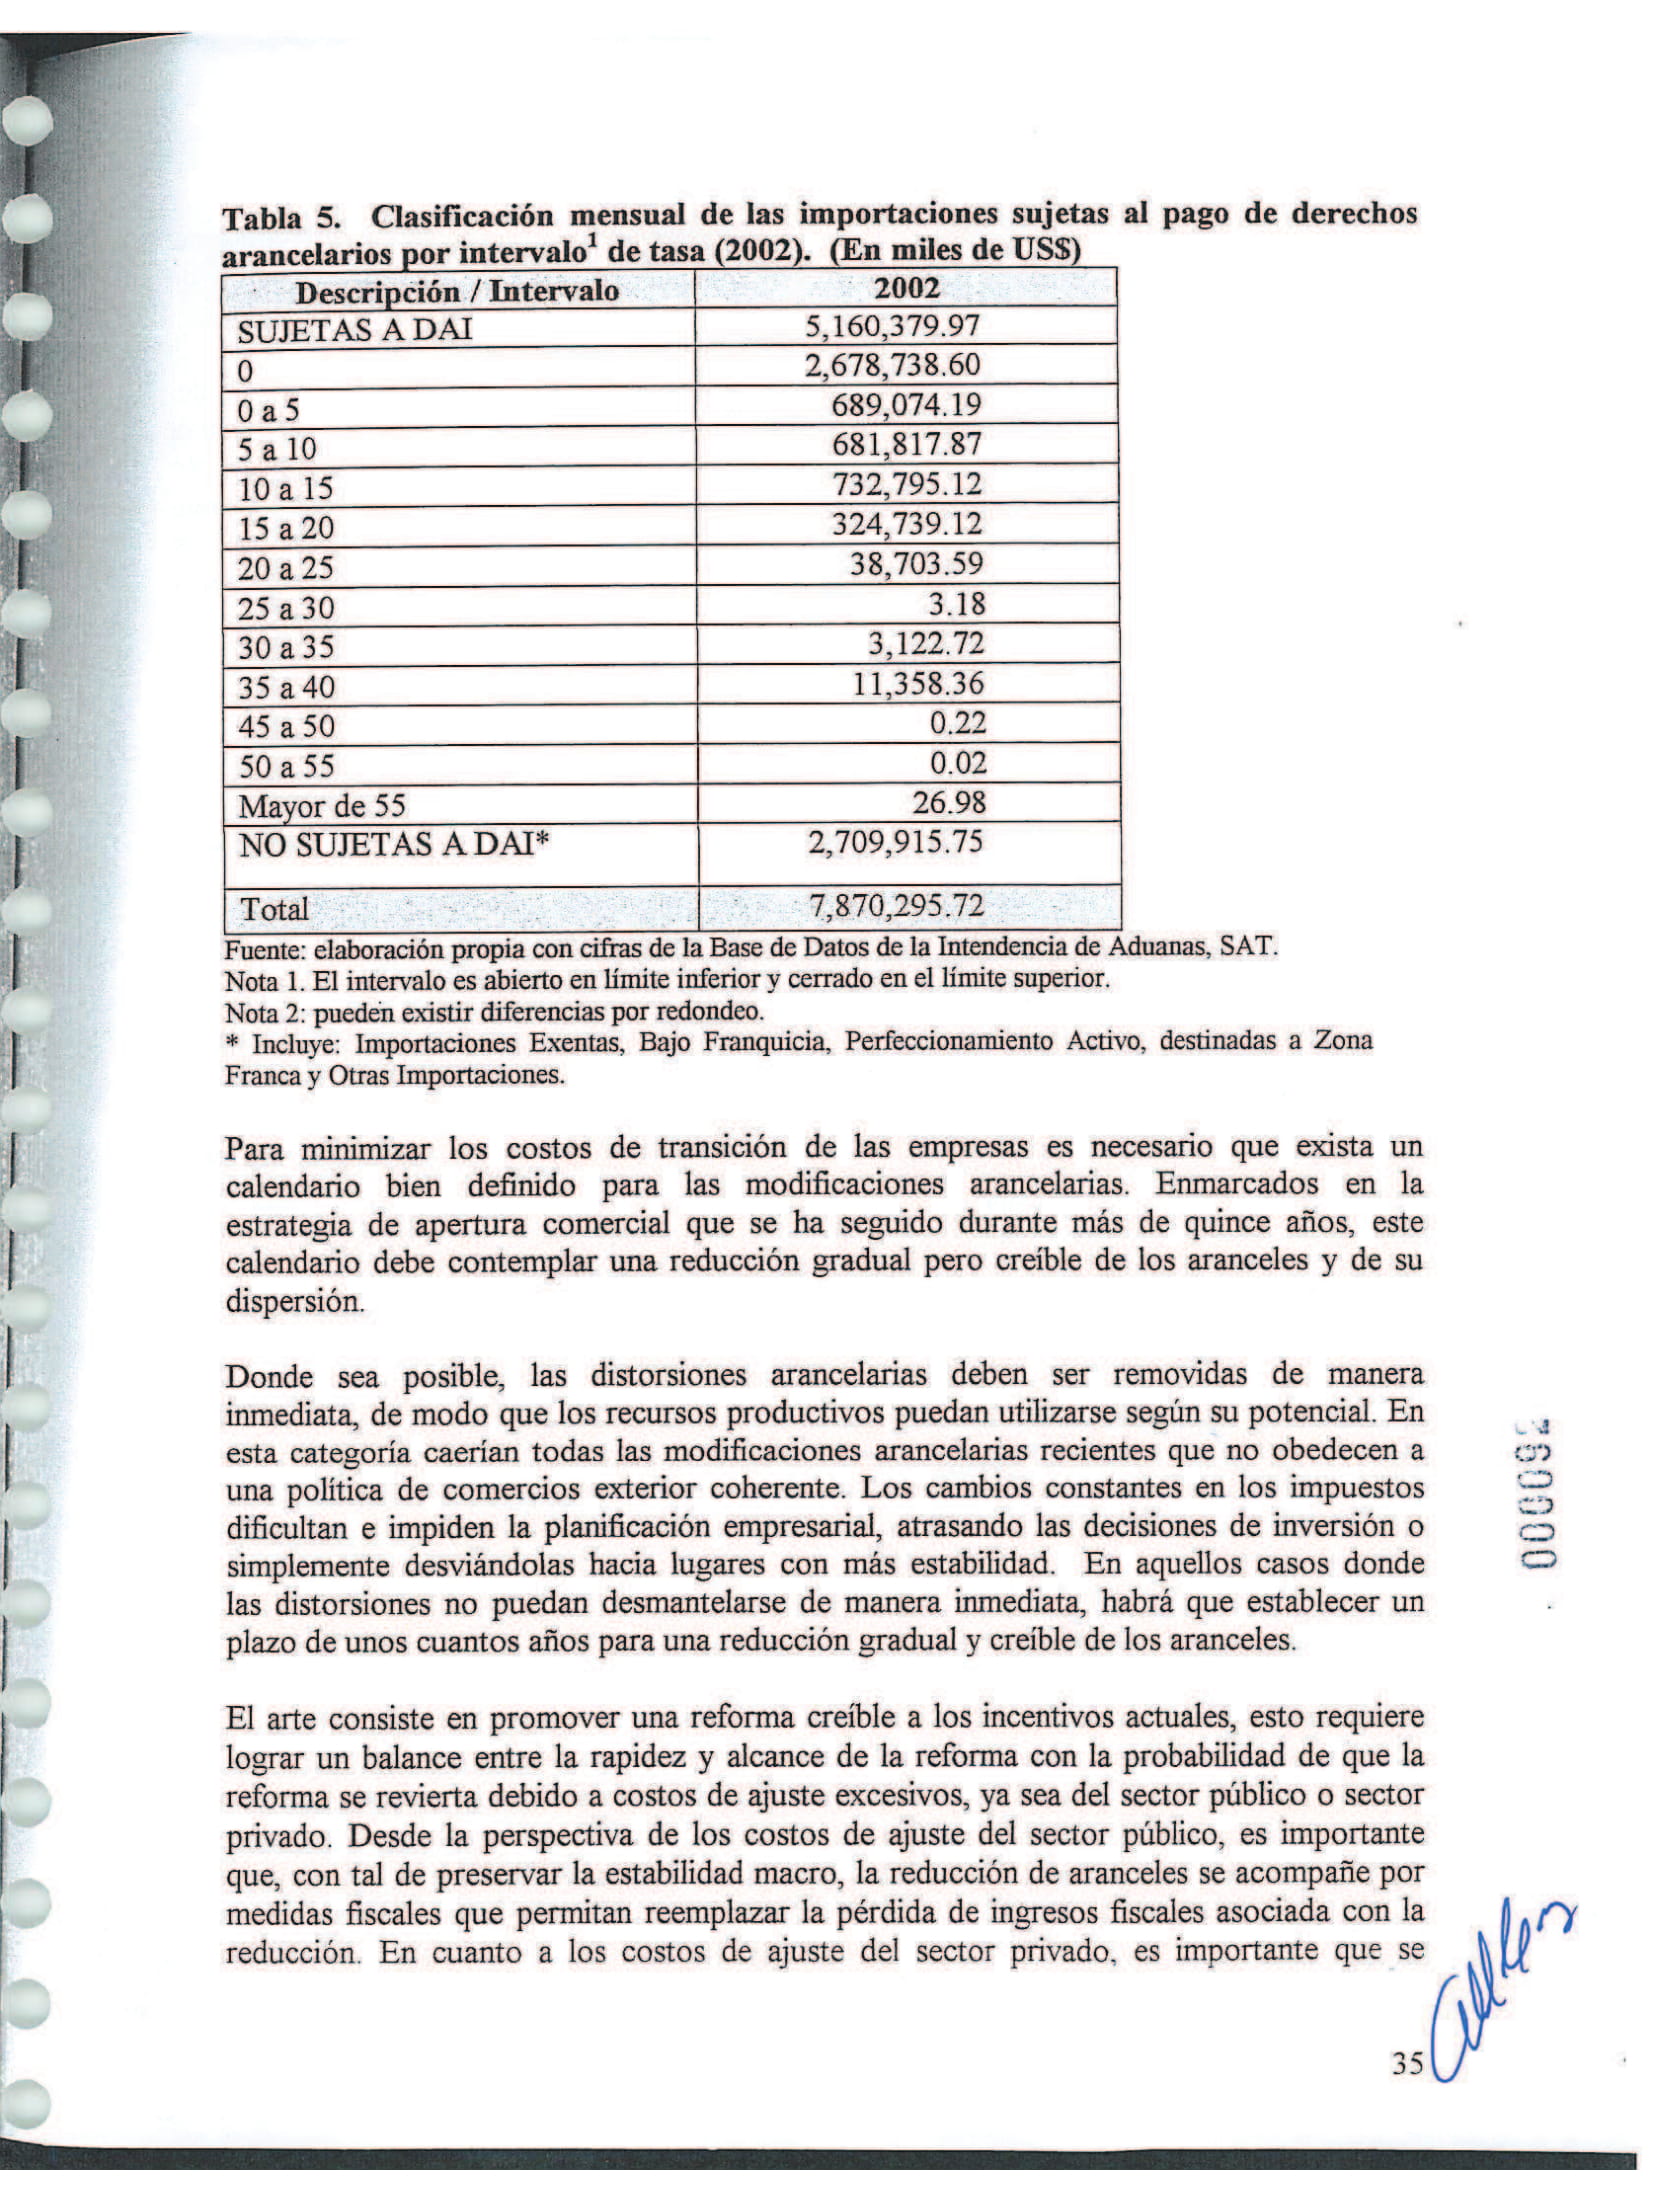 Tabla 5. Clasificación mensual de las importaciones sujetas al pago de derechos
arancelarios por intervalo¹ de tasa (2002). (En miles de US$)
Descripción / Intervalo 2002
SUJETAS A DAI 5,160,379.97
0 2,678,738.60
0 a 5 689,074.19
5 a 10 681,817.87
10 a 15 732,795.12
15 a 20 324,739.12
20 a 25 38,703.59
25 a 30 3.18
30 a 35 3,122.72
35 a 40 11,358.36
45 a 50 0.22
50 a 55 0.02
Mayor de 55 26.98
NO SUJETAS A DAI* 2,709,915.75
Total 7,870,295.72
Fuente: elaboración propia con cifras de la Base de Datos de la Intendencia de Aduanas, SAT.
Nota 1. El intervalo es abierto en límite inferior y cerrado en el límite superior.
Nota 2: pueden existir diferencias por redondeo.
* Incluye: Importaciones Exentas, Bajo Franquicia, Perfeccionamiento Activo, destinadas a Zona
Franca y Otras Importaciones.
Para minimizar los costos de transición de las empresas es necesario que exista un
calendario bien definido para las modificaciones arancelarias. Enmarcados en la
estrategia de apertura comercial que se ha seguido durante más de quince años, este
calendario debe contemplar una reducción gradual pero creíble de los aranceles y de su
dispersión.
Donde sea posible, las distorsiones arancelarias deben ser removidas de manera
inmediata, de modo que los recursos productivos puedan utilizarse según su potencial. En
esta categoría caerían todas las modificaciones arancelarias recientes que no obedecen a
una política de comercios exterior coherente. Los cambios constantes en los impuestos
dificultan e impiden la planificación empresarial, atrasando las decisiones de inversión o
simplemente desviándolas hacia lugares con más estabilidad. En aquellos casos donde
las distorsiones no puedan desmantelarse de manera inmediata, habrá que establecer un
plazo de unos cuantos años para una reducción gradual y creíble de los aranceles.
El arte consiste en promover una reforma creíble a los incentivos actuales, esto requiere
lograr un balance entre la rapidez y alcance de la reforma con la probabilidad de que la
reforma se revierta debido a costos de ajuste excesivos, ya sea del sector público o sector
privado. Desde la perspectiva de los costos de ajuste del sector público, es importante
que, con tal de preservar la estabilidad macro, la reducción de aranceles se acompañe por
medidas fiscales que permitan reemplazar la pérdida de ingresos fiscales asociada con la
reducción. En cuanto a los costos de ajuste del sector privado, es importante que se
35